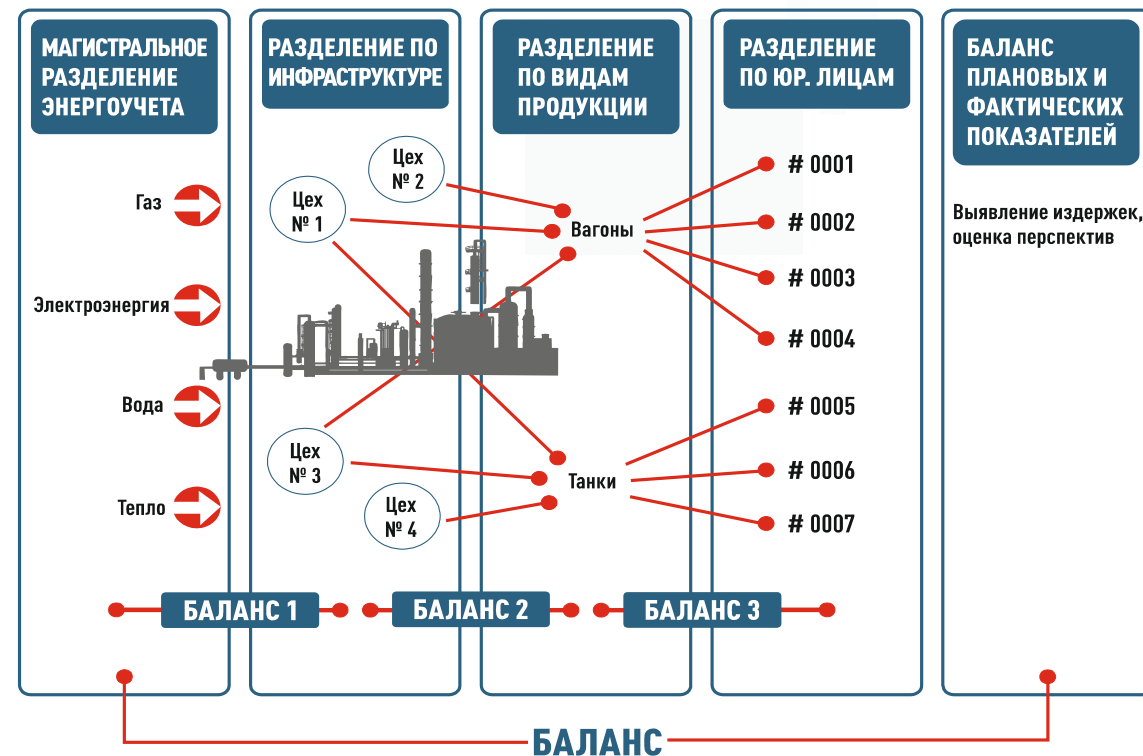 МАГИСТРАЛЬНОЕ
РАЗДЕЛЕНИЕ
ЭНЕРГОУЧЕТА
РАЗДЕЛЕНИЕ ПО
ИНФРАСТРУКТУРЕ
РАЗДЕЛЕНИЕ
ПО ВИДАМ
ПРОДУКЦИИ
РАЗДЕЛЕНИЕ
ПО ЮР. ЛИЦАМ
БАЛАНС
ПЛАНОВЫХ И
ФАКТИЧЕСКИХ
ПОКАЗАТЕЛЕЙ
Газ
Электроэнергия
Вода
Тепло
Цех
№ 2
Цех
№ 1
Цех
№ 3
Цех
№ 4
Вагоны
Танки
# 0001
# 0002
# 0003
# 0004
# 0005
# 0006
# 0007
Выявление издержек,
оценка перспектив
БАЛАНС 1
БАЛАНС 2
БАЛАНС 3
БАЛАНС